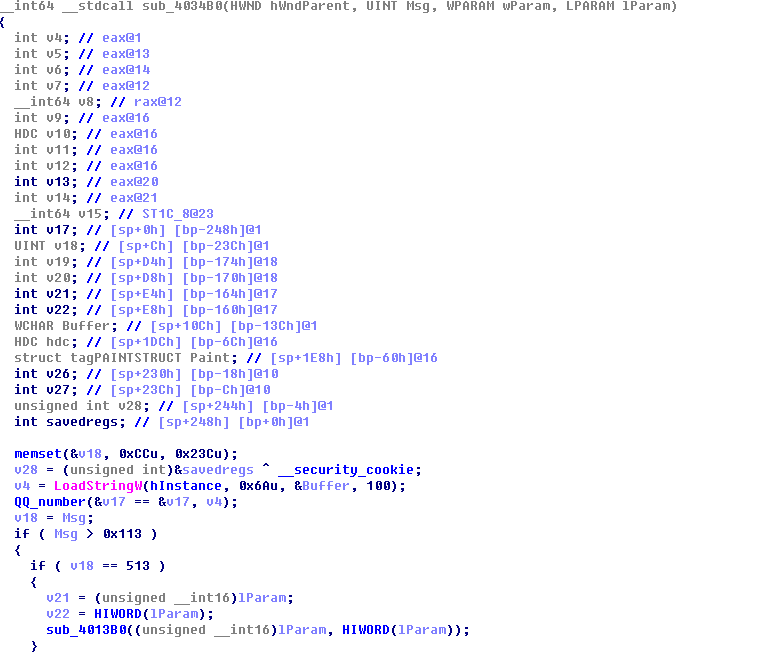 __int64 __stdcall sub_4034B0(HWND hWndParent, UINT Msg, WPARAM wParam, LPARAM lParam)
{
  int v4; // eax@1
  int v5; // eax@13
  int v6; // eax@14
  int v7; // eax@12
  __int64 v8; // rax@12
  int v9; // eax@16
  HDC v10; // eax@16
  int v11; // eax@16
  int v12; // eax@16
  int v13; // eax@20
  int v14; // eax@21
  __int64 v15; // ST1C_8@23
  int v17; // [sp+0h] [bp-248h]@1
  UINT v18; // [sp+Ch] [bp-23Ch]@1
  int v19; // [sp+D4h] [bp-174h]@18
  int v20; // [sp+D8h] [bp-170h]@18
  int v21; // [sp+E4h] [bp-164h]@17
  int v22; // [sp+E8h] [bp-160h]@17
  WCHAR Buffer; // [sp+10Ch] [bp-13Ch]@1
  HDC hdc; // [sp+1DCh] [bp-6Ch]@16
  struct tagPAINTSTRUCT Paint; // [sp+1E8h] [bp-60h]@16
  int v26; // [sp+230h] [bp-18h]@10
  int v27; // [sp+23Ch] [bp-Ch]@10
  unsigned int v28; // [sp+244h] [bp-4h]@1
  int savedregs; // [sp+248h] [bp+0h]@1

  memset(&v18, 0xCCu, 0x23Cu);
  v28 = (unsigned int)&savedregs ^ __security_cookie;
  v4 = LoadStringW(hInstance, 0x6Au, &Buffer, 100);
  QQ_number(&v17 == &v17, v4);
  v18 = Msg;
  if ( Msg > 0x113 )
  {
    if ( v18 == 513 )
    {
      v21 = (unsigned __int16)lParam;
      v22 = HIWORD(lParam);
      sub_4013B0((unsigned __int16)lParam, HIWORD(lParam));
    }